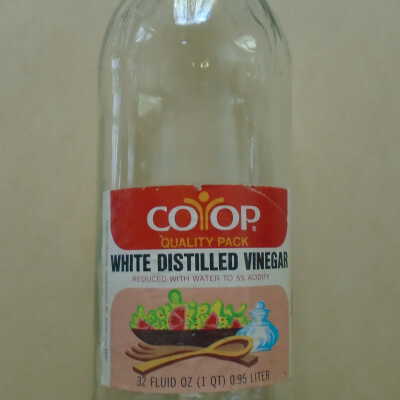 CO-OP®
QUALITY PACK
WHITE DISTILLED VINEGAR
REDUCED WITH WATER TO 5% ACIDITY
32 FLUID OZ (1 QT) 0.95 LITER